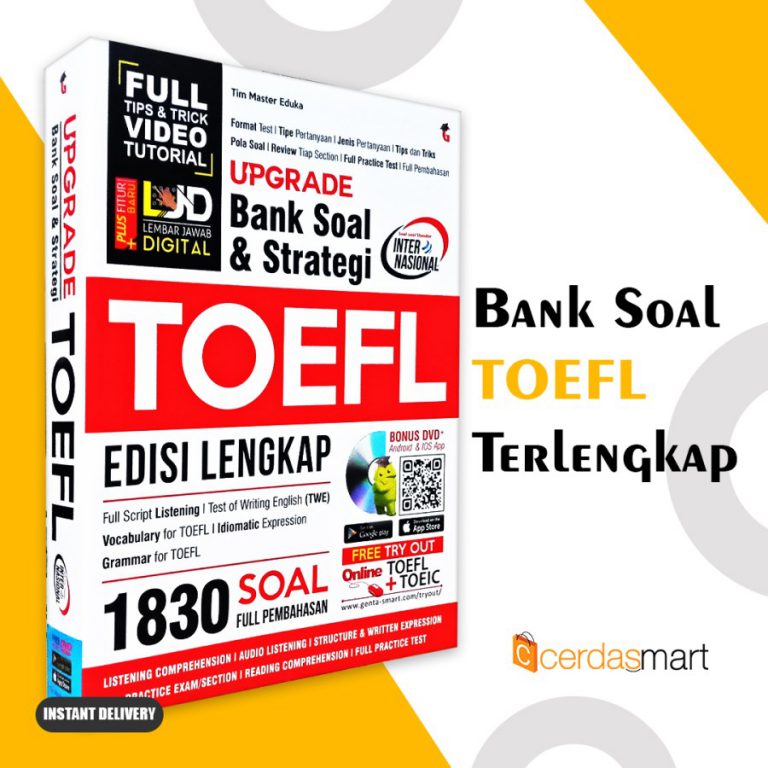 FULL
TIPS & TRICK
VIDEO
TUTORIAL
PLUS FITUR
BARU
LJD
LEMBAR JAWAB
DIGITAL
Tim Master Eduka
Format Test | Tipe Pertanyaan | Jenis Pertanyaan | Tips dan Triks
Pola Soal | Review Tiap Section | Full Practice Test | Full Pembahasan
UPGRADE
Bank Soal
& Strategi
INTER
NASIONAL
TOEFL
EDISI LENGKAP
BONUS DVD+
Android & IOS App
Full Script Listening | Test of Writing English (TWE)
Vocabulary for TOEFL | Idiomatic Expression
Grammar for TOEFL
Google play
App Store
FREE TRY OUT
Online TOEFL
+ TOEIC
www.genta-smart.com/tryout/
1830 SOAL
FULL PEMBAHASAN
LISTENING COMPREHENSION | AUDIO LISTENING | STRUCTURE & WRITTEN EXPRESSION
PRACTICE EXAM/SECTION | READING COMPREHENSION | FULL PRACTICE TEST
UPGRADE
Bank Soal & Strategi
TOEFL
INTER
NASIONAL
INSTANT DELIVERY
Bank Soal
TOEFL
Terlengkap
cerdasmart